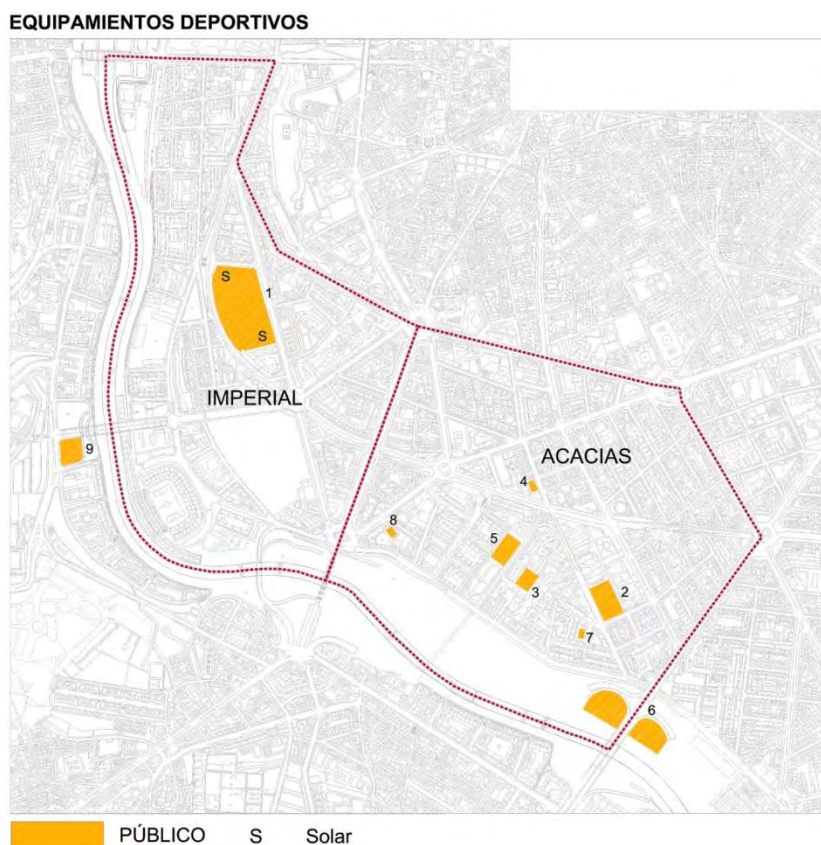 EQUIPAMIENTOS DEPORTIVOS
S
1
S
IMPERIAL
9
ACACIAS
4
8
5
3
2
7
6
PÚBLICO S Solar